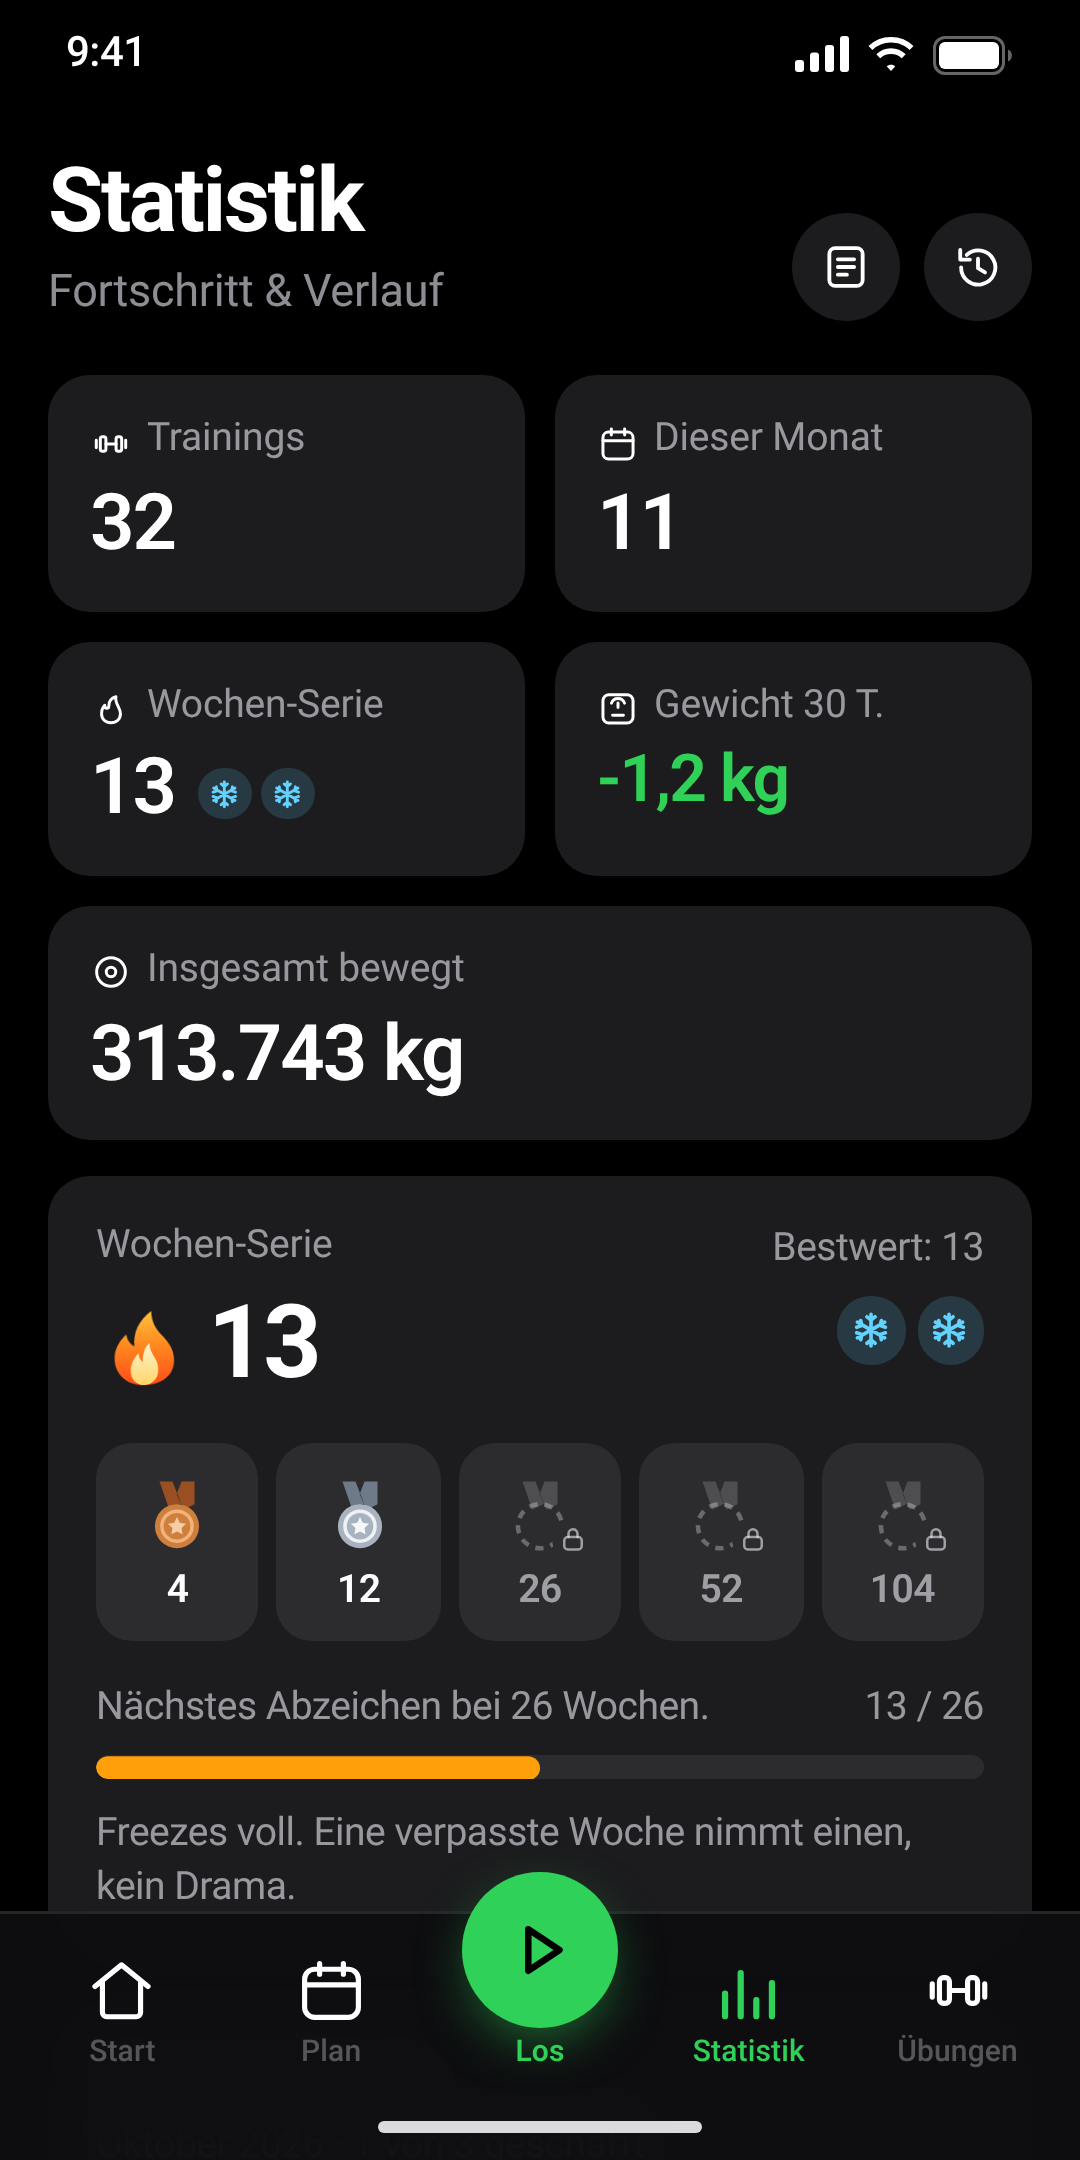 9:41
Statistik
Fortschritt & Verlauf
Trainings
32
Dieser Monat
11
Wochen-Serie
13
Gewicht 30 T.
-1,2 kg
Insgesamt bewegt
313.743 kg
Wochen-Serie
Bestwert: 13
13
4
12
26
52
104
Nächstes Abzeichen bei 26 Wochen.
13 / 26
Freezes voll. Eine verpasste Woche nimmt einen,
kein Drama.
Start
Plan
Los
Statistik
Übungen